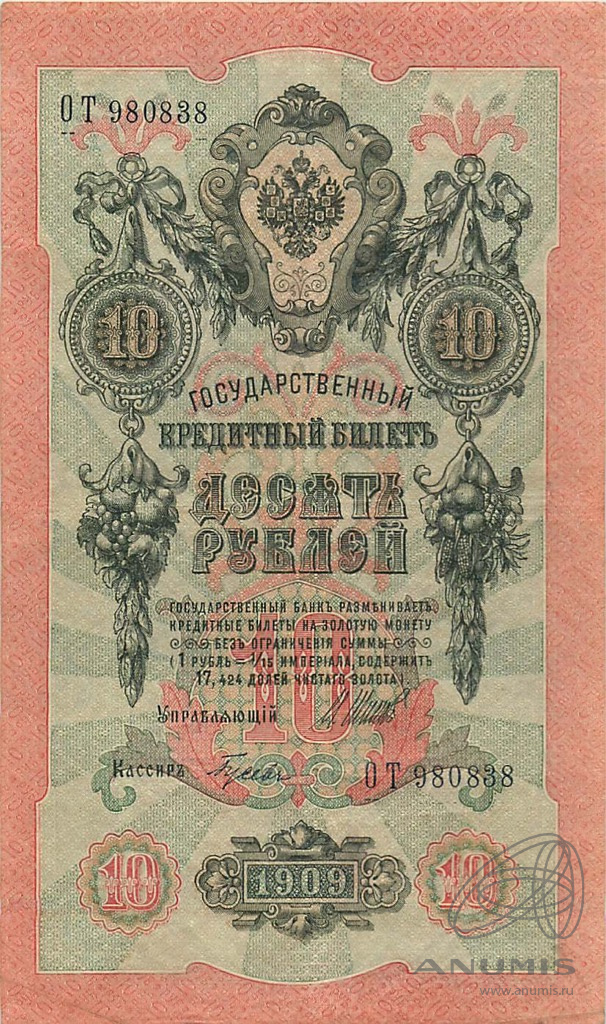 ОТ 980838
10 10
ГОСУДАРСТВЕННЫЙ
КРЕДИТНЫЙ БИЛЕТЪ
ДЕСЯТЬ
РУБЛЕЙ
ГОСУДАРСТВЕННЫЙ БАНКЪ РАЗМѢНИВАЕТЪ
КРЕДИТНЫЕ БИЛЕТЫ НА ЗОЛОТУЮ МОНЕТУ
БЕЗЪ ОГРАНИЧЕНІЯ СУММЫ
(1 РУБЛЬ = 1/15 ИМПЕРІАЛА, СОДЕРЖИТЪ
17,424 ДОЛЕЙ ЧИСТАГО ЗОЛОТА)
10
УПРАВЛЯЮЩІЙ
КАССИРЪ
ОТ 980838
10 1909 10
ANUMIS
www.anumis.ru